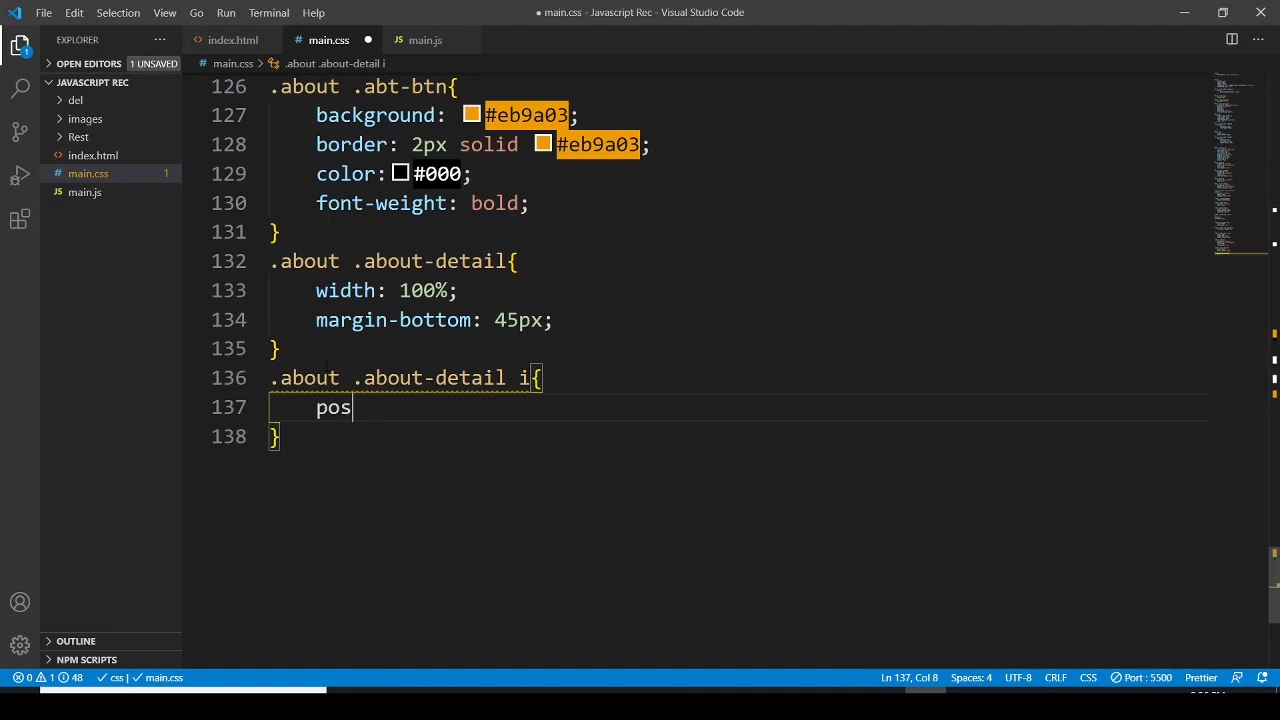 File Edit Selection View Go Run Terminal Help
● main.css - Javascript Rec - Visual Studio Code
EXPLORER ···
index.html main.css ● main.js
OPEN EDITORS 1 UNSAVED
# main.css > .about .about-detail i
JAVASCRIPT REC
> del
> images
> Rest
<> index.html
# main.css 1
JS main.js
126 .about .abt-btn{
127 background: #eb9a03;
128 border: 2px solid #eb9a03;
129 color: #000;
130 font-weight: bold;
131 }
132 .about .about-detail{
133 width: 100%;
134 margin-bottom: 45px;
135 }
136 .about .about-detail i{
137 pos
138 }
> OUTLINE
> NPM SCRIPTS
0 1 48 ✓ css | ✓ main.css Ln 137, Col 8 Spaces: 4 UTF-8 CRLF CSS Port : 5500 Prettier